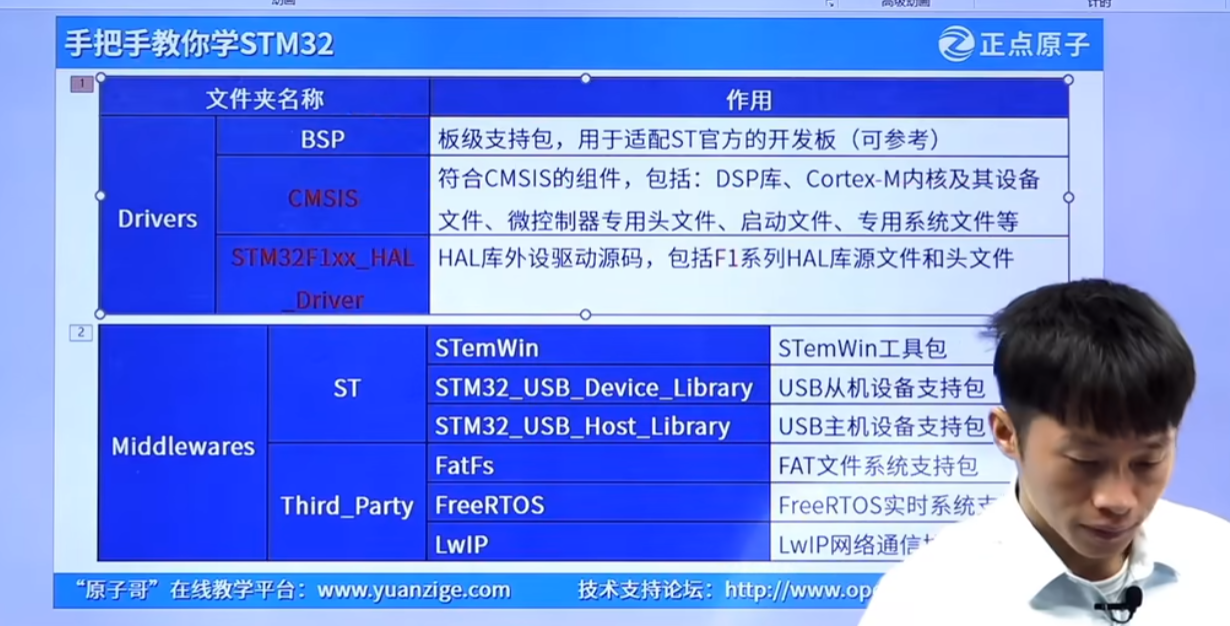 动画
高级动画
计时
手把手教你学STM32
正点原子
1
文件夹名称
作用
Drivers
BSP
板级支持包，用于适配ST官方的开发板（可参考）
CMSIS
符合CMSIS的组件，包括：DSP库、Cortex-M内核及其设备
文件、微控制器专用头文件、启动文件、专用系统文件等
STM32F1xx_HAL
_Driver
HAL库外设驱动源码，包括F1系列HAL库源文件和头文件
2
Middlewares
ST
STemWin
STemWin工具包
STM32_USB_Device_Library
USB从机设备支持包
STM32_USB_Host_Library
USB主机设备支持包
Third_Party
FatFs
FAT文件系统支持包
FreeRTOS
FreeRTOS实时系统支
LwIP
LwIP网络通信
“原子哥”在线教学平台：www.yuanzige.com
技术支持论坛：http://www.op